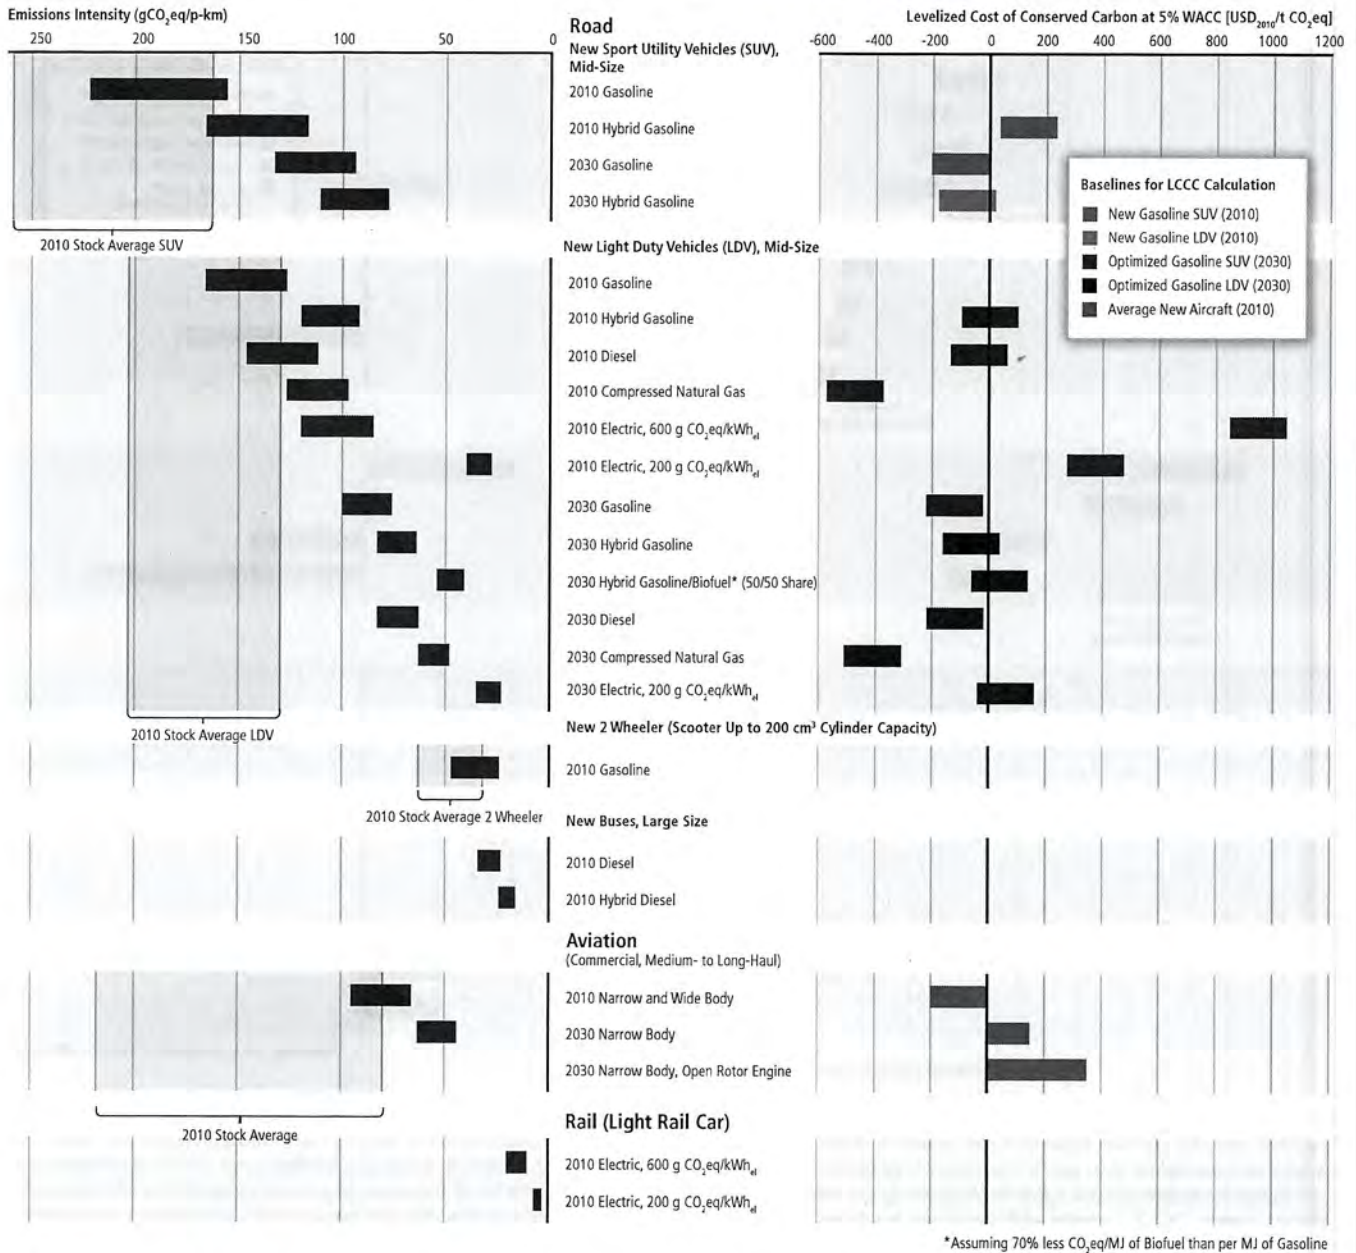 Emissions Intensity (gCO₂eq/p-km)
250 200 150 100 50 0
Road
Levelized Cost of Conserved Carbon at 5% WACC [USD₂₀₁₀/t CO₂eq]
-600 -400 -200 0 200 400 600 800 1000 1200
New Sport Utility Vehicles (SUV),
Mid-Size
2010 Gasoline
2010 Hybrid Gasoline
2030 Gasoline
2030 Hybrid Gasoline
2010 Stock Average SUV
Baselines for LCCC Calculation
New Gasoline SUV (2010)
New Gasoline LDV (2010)
Optimized Gasoline SUV (2030)
Optimized Gasoline LDV (2030)
Average New Aircraft (2010)
New Light Duty Vehicles (LDV), Mid-Size
2010 Gasoline
2010 Hybrid Gasoline
2010 Diesel
2010 Compressed Natural Gas
2010 Electric, 600 g CO₂eq/kWhₑₗ
2010 Electric, 200 g CO₂eq/kWhₑₗ
2030 Gasoline
2030 Hybrid Gasoline
2030 Hybrid Gasoline/Biofuel* (50/50 Share)
2030 Diesel
2030 Compressed Natural Gas
2030 Electric, 200 g CO₂eq/kWhₑₗ
2010 Stock Average LDV
New 2 Wheeler (Scooter Up to 200 cm³ Cylinder Capacity)
2010 Gasoline
2010 Stock Average 2 Wheeler
New Buses, Large Size
2010 Diesel
2010 Hybrid Diesel
Aviation
(Commercial, Medium- to Long-Haul)
2010 Narrow and Wide Body
2030 Narrow Body
2030 Narrow Body, Open Rotor Engine
2010 Stock Average
Rail (Light Rail Car)
2010 Electric, 600 g CO₂eq/kWhₑₗ
2010 Electric, 200 g CO₂eq/kWhₑₗ
*Assuming 70% less CO₂eq/MJ of Biofuel than per MJ of Gasoline